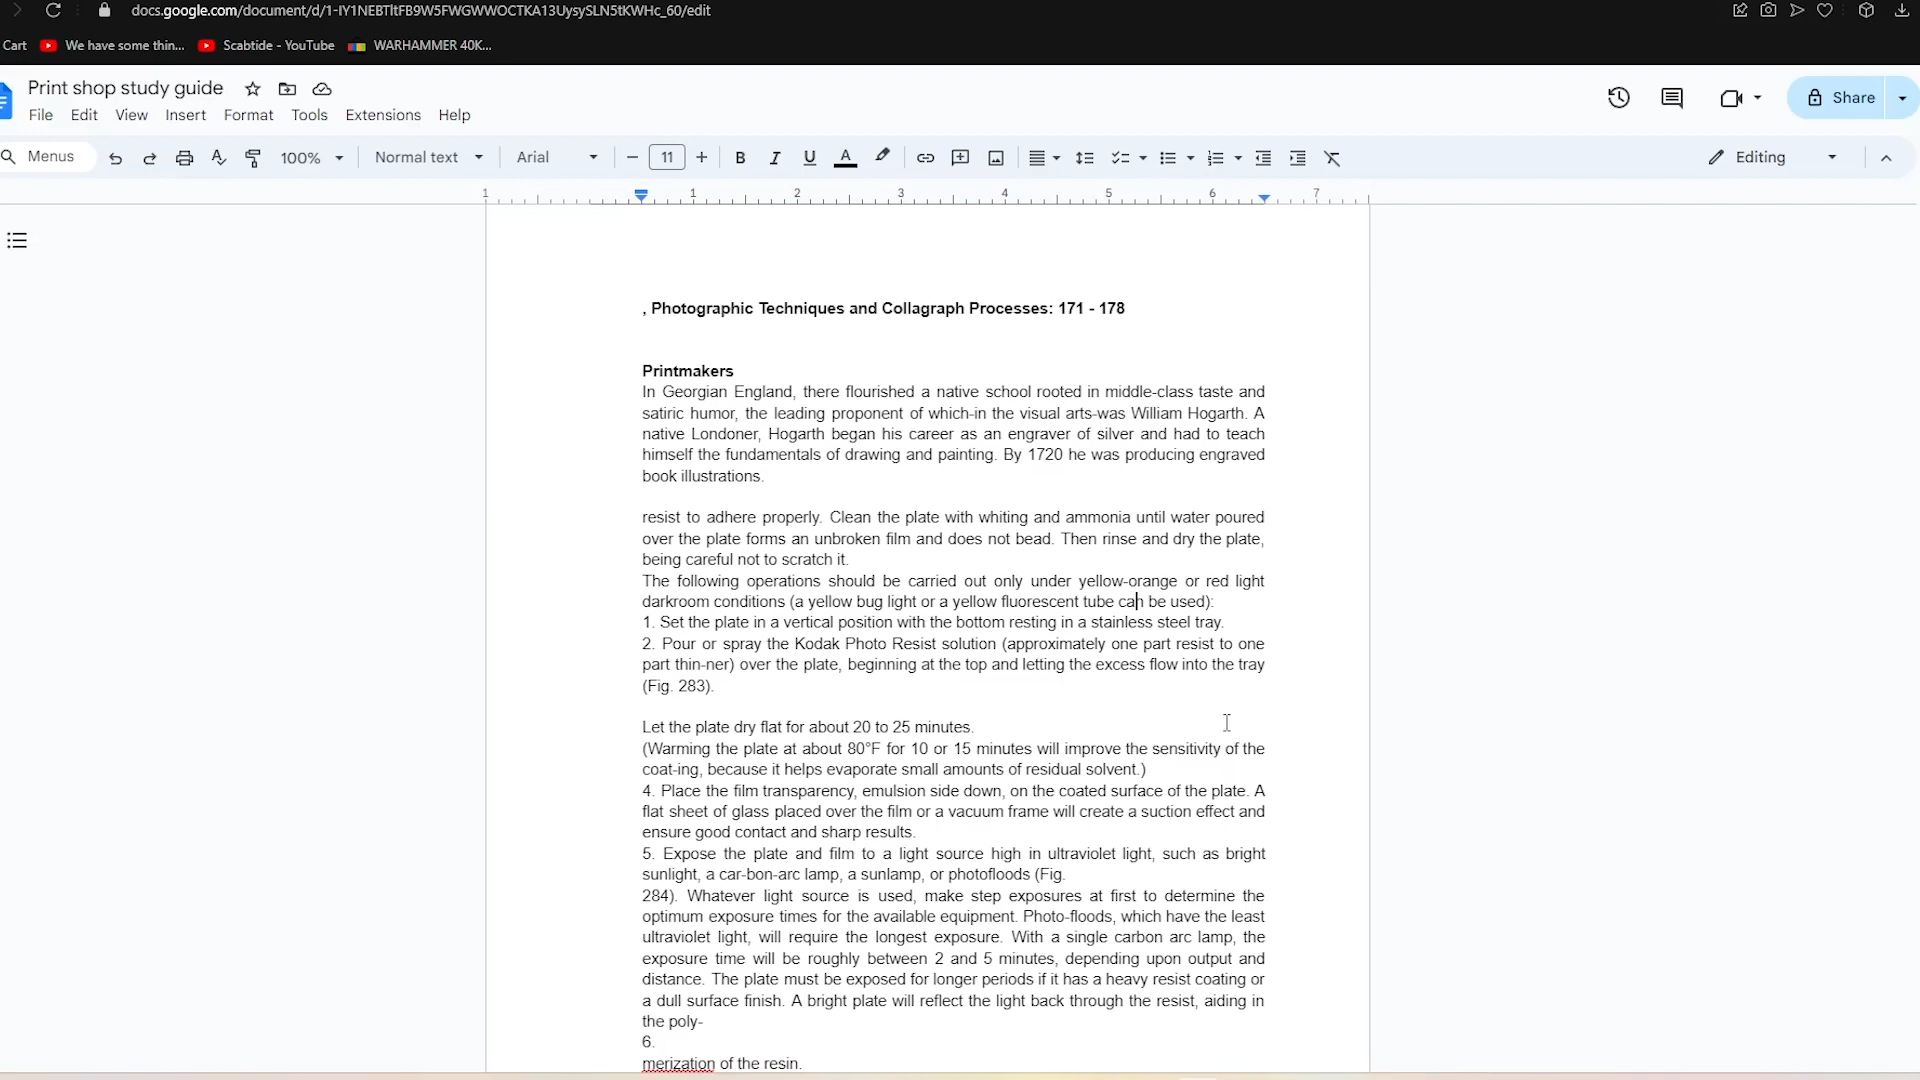 docs.google.com/document/d/1-IY1NEBTltFB9W5FWGWWOCTKA13UysySLN5tKWHc_60/edit
Cart We have some thin... Scabtide - YouTube WARHAMMER 40K...
Print shop study guide
Share
File Edit View Insert Format Tools Extensions Help
Menus 100% Normal text Arial 11 B I U A Editing
1 1 2 3 4 5 6 7
, Photographic Techniques and Collagraph Processes: 171 - 178
Printmakers
In Georgian England, there flourished a native school rooted in middle-class taste and
satiric humor, the leading proponent of which-in the visual arts-was William Hogarth. A
native Londoner, Hogarth began his career as an engraver of silver and had to teach
himself the fundamentals of drawing and painting. By 1720 he was producing engraved
book illustrations.
resist to adhere properly. Clean the plate with whiting and ammonia until water poured
over the plate forms an unbroken film and does not bead. Then rinse and dry the plate,
being careful not to scratch it.
The following operations should be carried out only under yellow-orange or red light
darkroom conditions (a yellow bug light or a yellow fluorescent tube can be used):
1. Set the plate in a vertical position with the bottom resting in a stainless steel tray.
2. Pour or spray the Kodak Photo Resist solution (approximately one part resist to one
part thin-ner) over the plate, beginning at the top and letting the excess flow into the tray
(Fig. 283).
Let the plate dry flat for about 20 to 25 minutes.
(Warming the plate at about 80°F for 10 or 15 minutes will improve the sensitivity of the
coat-ing, because it helps evaporate small amounts of residual solvent.)
4. Place the film transparency, emulsion side down, on the coated surface of the plate. A
flat sheet of glass placed over the film or a vacuum frame will create a suction effect and
ensure good contact and sharp results.
5. Expose the plate and film to a light source high in ultraviolet light, such as bright
sunlight, a car-bon-arc lamp, a sunlamp, or photofloods (Fig.
284). Whatever light source is used, make step exposures at first to determine the
optimum exposure times for the available equipment. Photo-floods, which have the least
ultraviolet light, will require the longest exposure. With a single carbon arc lamp, the
exposure time will be roughly between 2 and 5 minutes, depending upon output and
distance. The plate must be exposed for longer periods if it has a heavy resist coating or
a dull surface finish. A bright plate will reflect the light back through the resist, aiding in
the poly-
6.
merization of the resin.